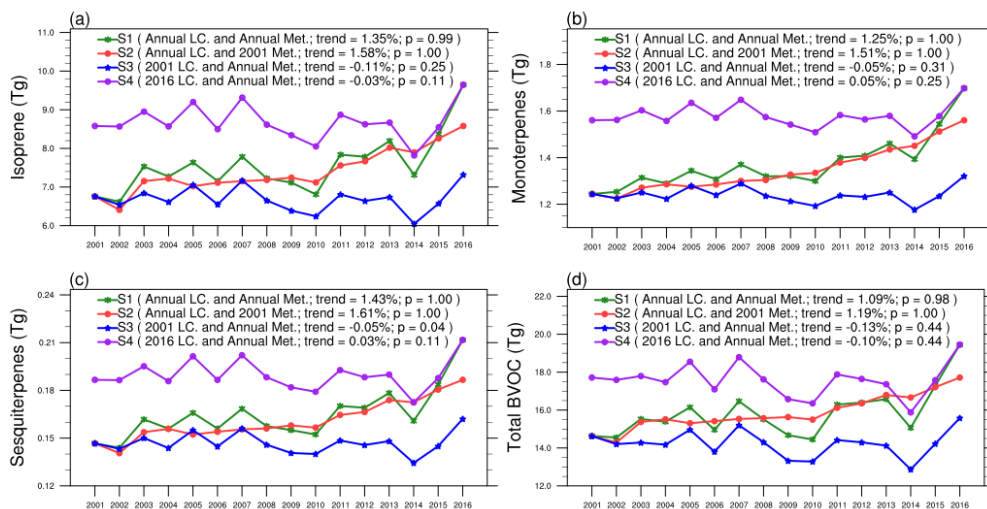 (a)
S1 ( Annual LC. and Annual Met.; trend = 1.35%; p = 0.99 )
S2 ( Annual LC. and 2001 Met.; trend = 1.58%; p = 1.00 )
S3 ( 2001 LC. and Annual Met.; trend = -0.11%; p = 0.25 )
S4 ( 2016 LC. and Annual Met.; trend = -0.03%; p = 0.11 )
Isoprene (Tg)
11.0
10.0
9.0
8.0
7.0
6.0
2001 2002 2003 2004 2005 2006 2007 2008 2009 2010 2011 2012 2013 2014 2015 2016
(b)
S1 ( Annual LC. and Annual Met.; trend = 1.25%; p = 1.00 )
S2 ( Annual LC. and 2001 Met.; trend = 1.51%; p = 1.00 )
S3 ( 2001 LC. and Annual Met.; trend = -0.05%; p = 0.31 )
S4 ( 2016 LC. and Annual Met.; trend = 0.05%; p = 0.25 )
Monoterpenes (Tg)
1.8
1.6
1.4
1.2
2001 2002 2003 2004 2005 2006 2007 2008 2009 2010 2011 2012 2013 2014 2015 2016
(c)
S1 ( Annual LC. and Annual Met.; trend = 1.43%; p = 1.00 )
S2 ( Annual LC. and 2001 Met.; trend = 1.61%; p = 1.00 )
S3 ( 2001 LC. and Annual Met.; trend = -0.05%; p = 0.04 )
S4 ( 2016 LC. and Annual Met.; trend = 0.03%; p = 0.11 )
Sesquiterpenes (Tg)
0.24
0.21
0.18
0.15
0.12
2001 2002 2003 2004 2005 2006 2007 2008 2009 2010 2011 2012 2013 2014 2015 2016
(d)
S1 ( Annual LC. and Annual Met.; trend = 1.09%; p = 0.98 )
S2 ( Annual LC. and 2001 Met.; trend = 1.19%; p = 1.00 )
S3 ( 2001 LC. and Annual Met.; trend = -0.13%; p = 0.44 )
S4 ( 2016 LC. and Annual Met.; trend = -0.10%; p = 0.44 )
Total BVOC (Tg)
22.0
20.0
18.0
16.0
14.0
12.0
2001 2002 2003 2004 2005 2006 2007 2008 2009 2010 2011 2012 2013 2014 2015 2016